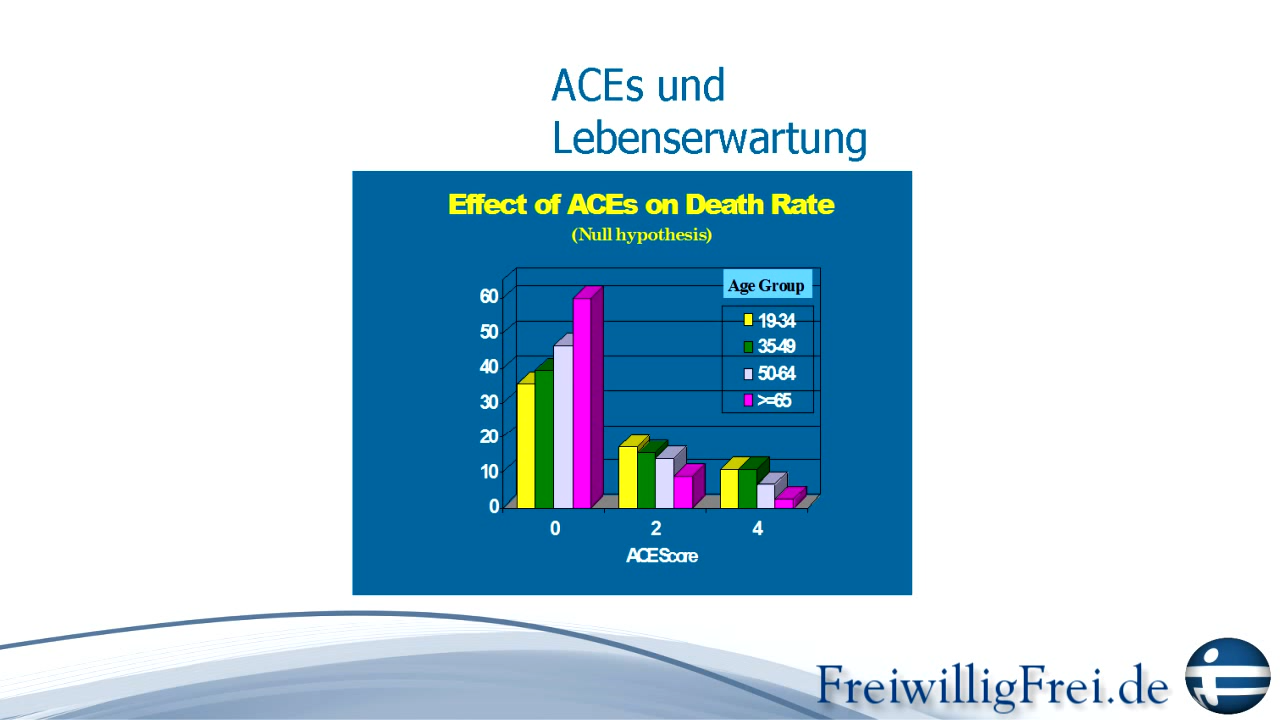 ACEs und
Lebenserwartung
Effect of ACEs on Death Rate
(Null hypothesis)
Age Group
19-34
35-49
50-64
>=65
60
50
40
30
20
10
0
0 2 4
ACE Score
FreiwilligFrei.de